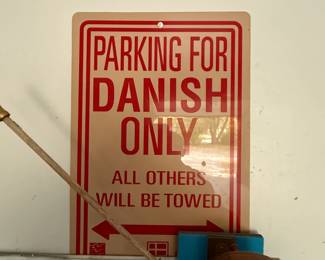 PARKING FOR
DANISH
ONLY
ALL OTHERS
WILL BE TOWED